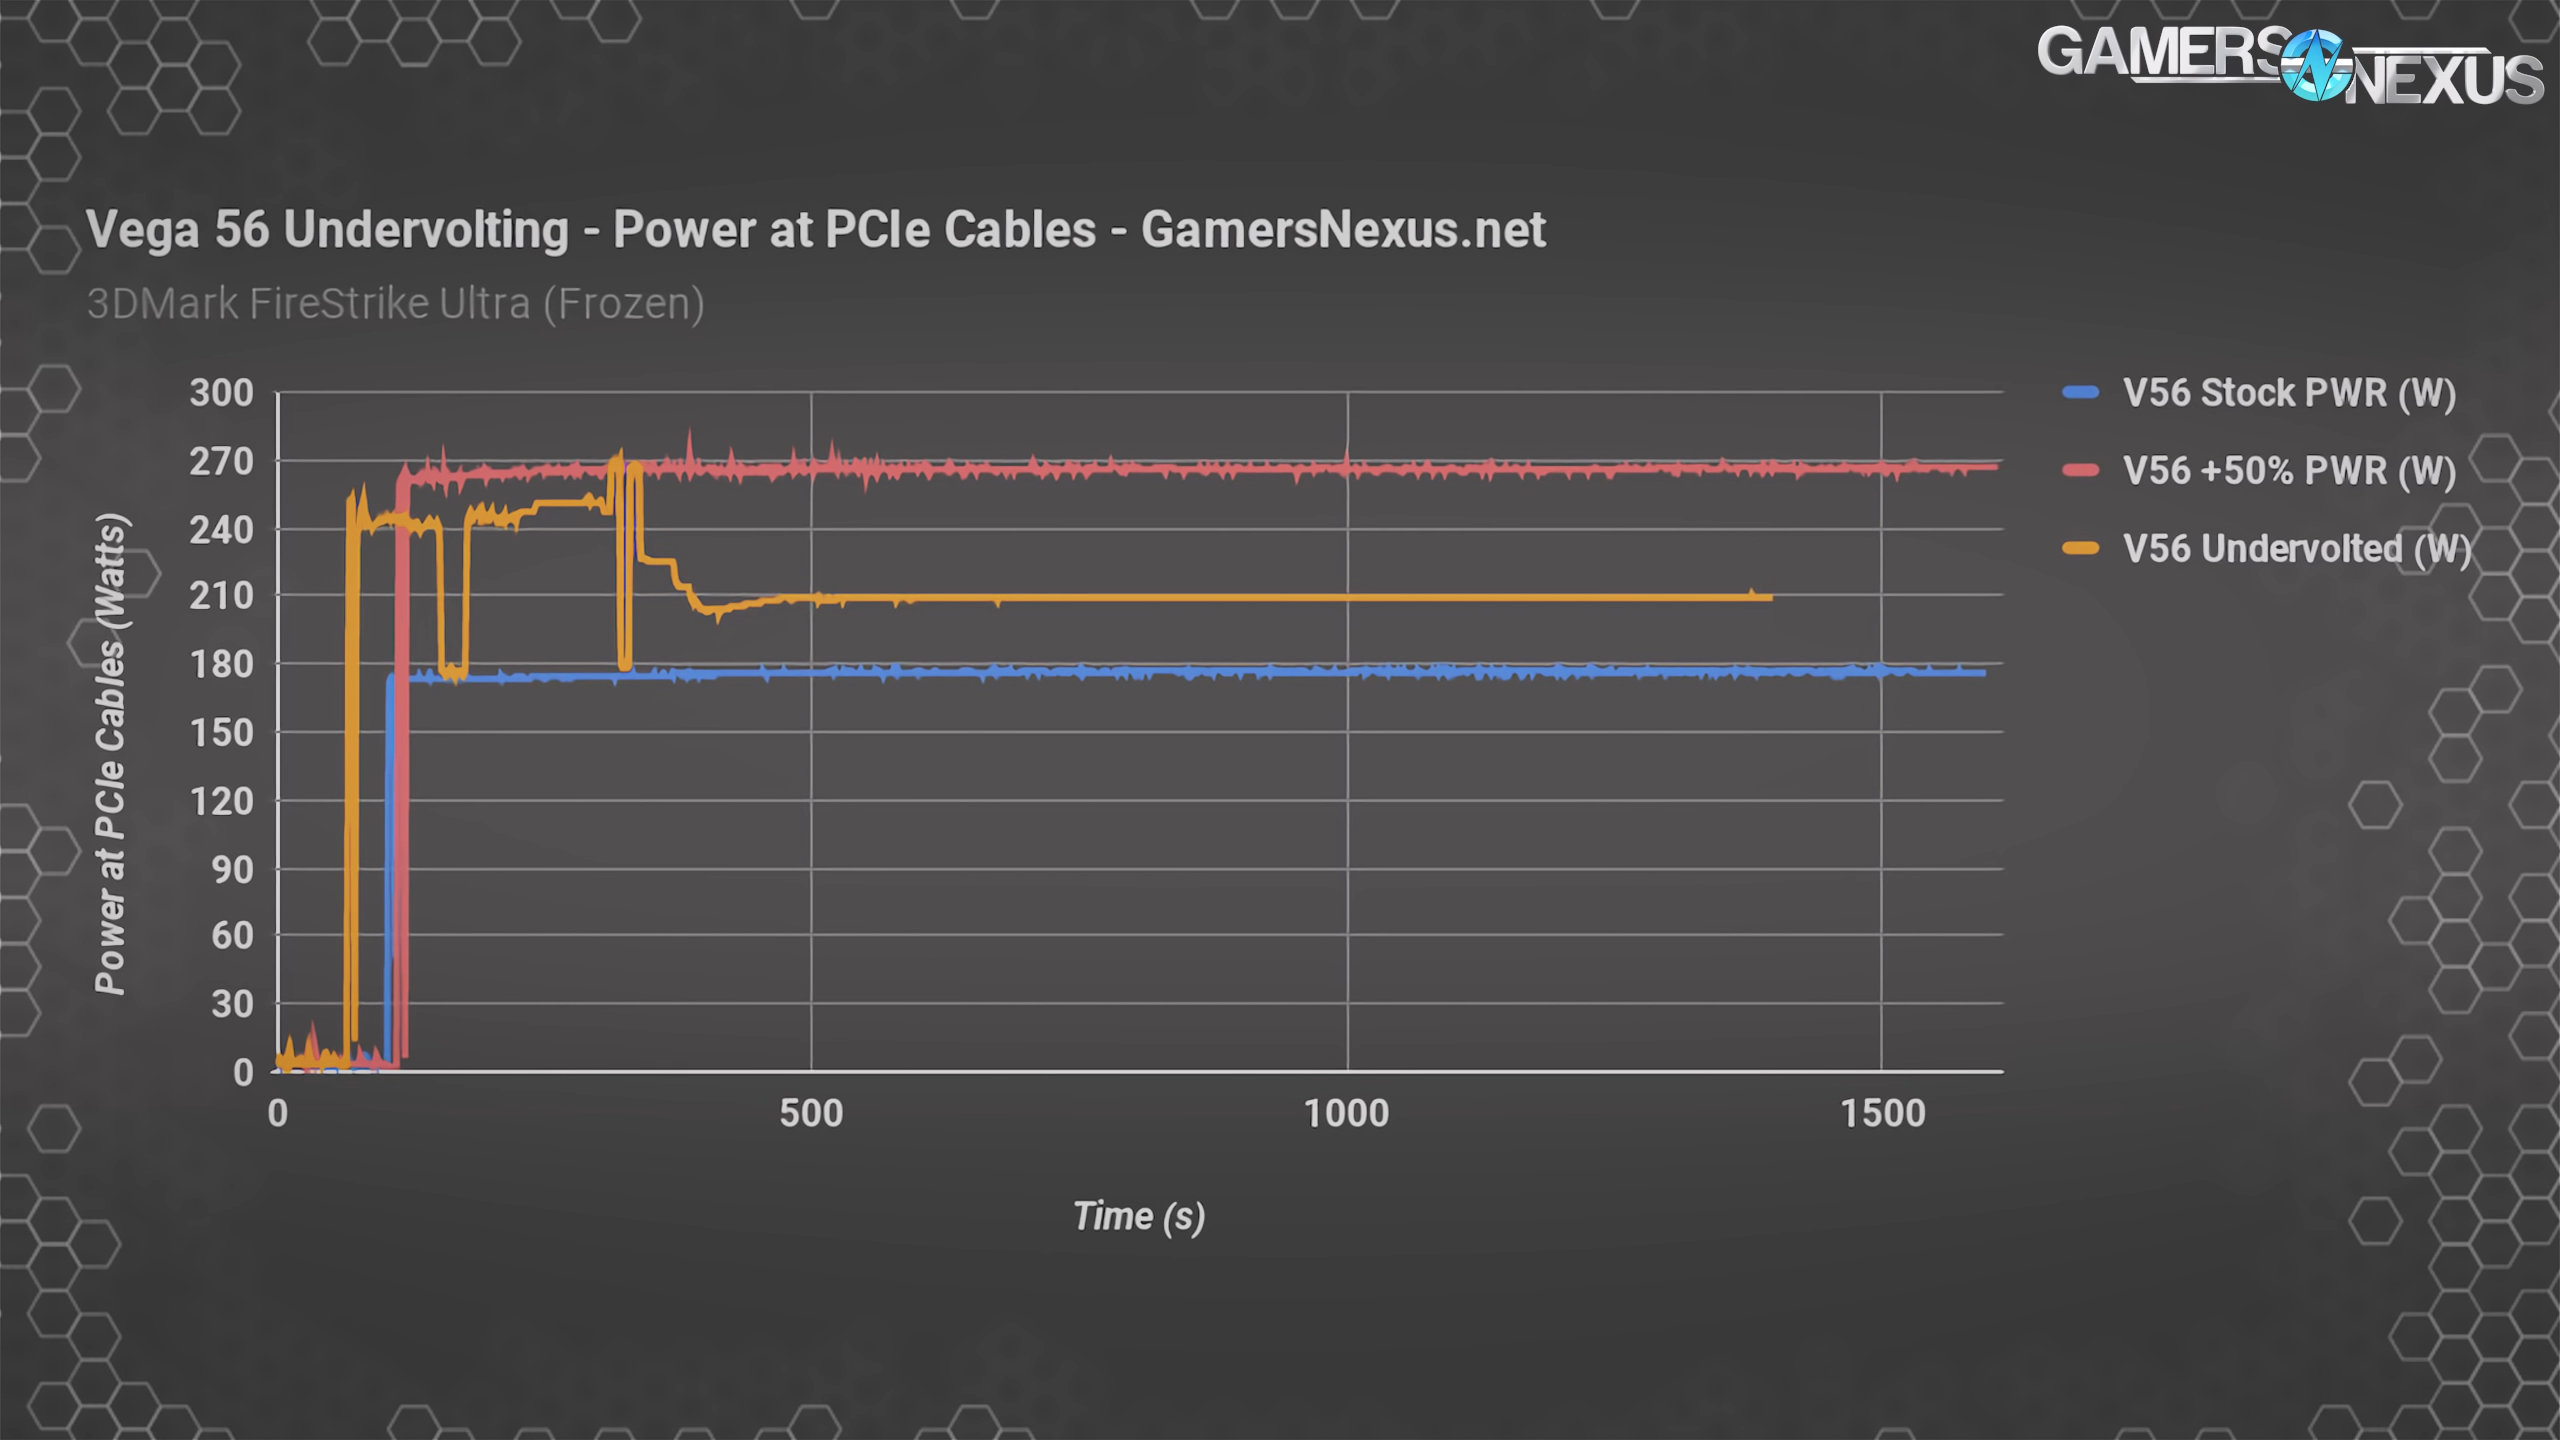 GAMERS NEXUS
Vega 56 Undervolting - Power at PCIe Cables - GamersNexus.net
3DMark FireStrike Ultra (Frozen)
V56 Stock PWR (W)
V56 +50% PWR (W)
V56 Undervolted (W)
Power at PCIe Cables (Watts)
300
270
240
210
180
150
120
90
60
30
0
0 500 1000 1500
Time (s)